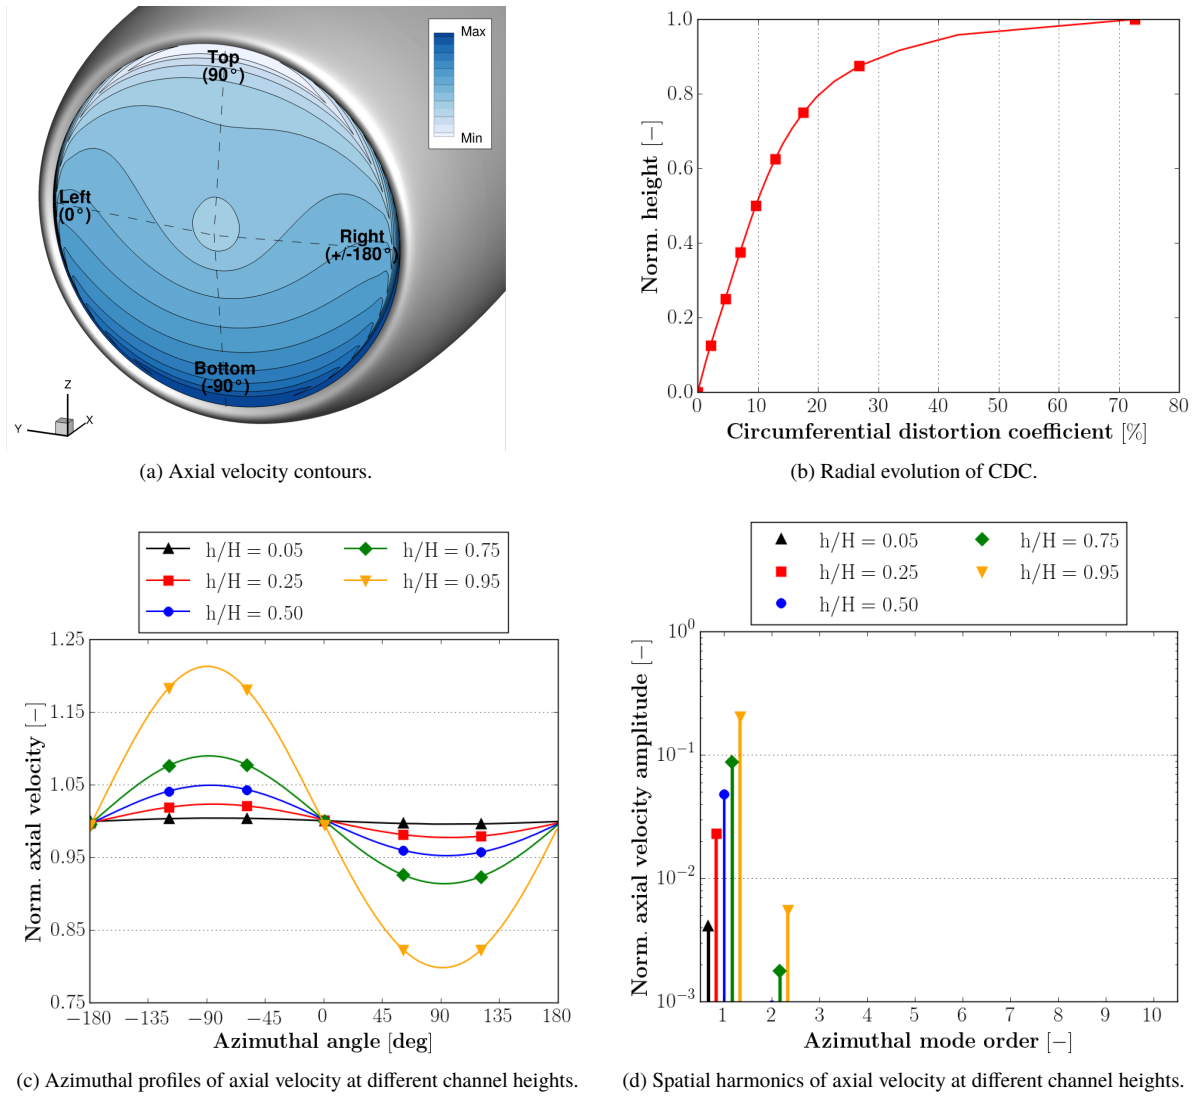 Top
(90°)
Max
Min
Left
(0°)
Right
(+/-180°)
Bottom
(-90°)
Z
Y
X
(a) Axial velocity contours.
1.0
0.8
0.6
0.4
0.2
0.0
Norm. height [−]
0 10 20 30 40 50 60 70 80
Circumferential distortion coefficient [%]
(b) Radial evolution of CDC.
h/H = 0.05 h/H = 0.75
h/H = 0.25 h/H = 0.95
h/H = 0.50
1.25
1.15
1.05
0.95
0.85
0.75
Norm. axial velocity [−]
−180 −135 −90 −45 0 45 90 135 180
Azimuthal angle [deg]
(c) Azimuthal profiles of axial velocity at different channel heights.
h/H = 0.05 h/H = 0.75
h/H = 0.25 h/H = 0.95
h/H = 0.50
10⁰
10⁻¹
10⁻²
10⁻³
Norm. axial velocity amplitude [−]
1 2 3 4 5 6 7 8 9 10
Azimuthal mode order [−]
(d) Spatial harmonics of axial velocity at different channel heights.